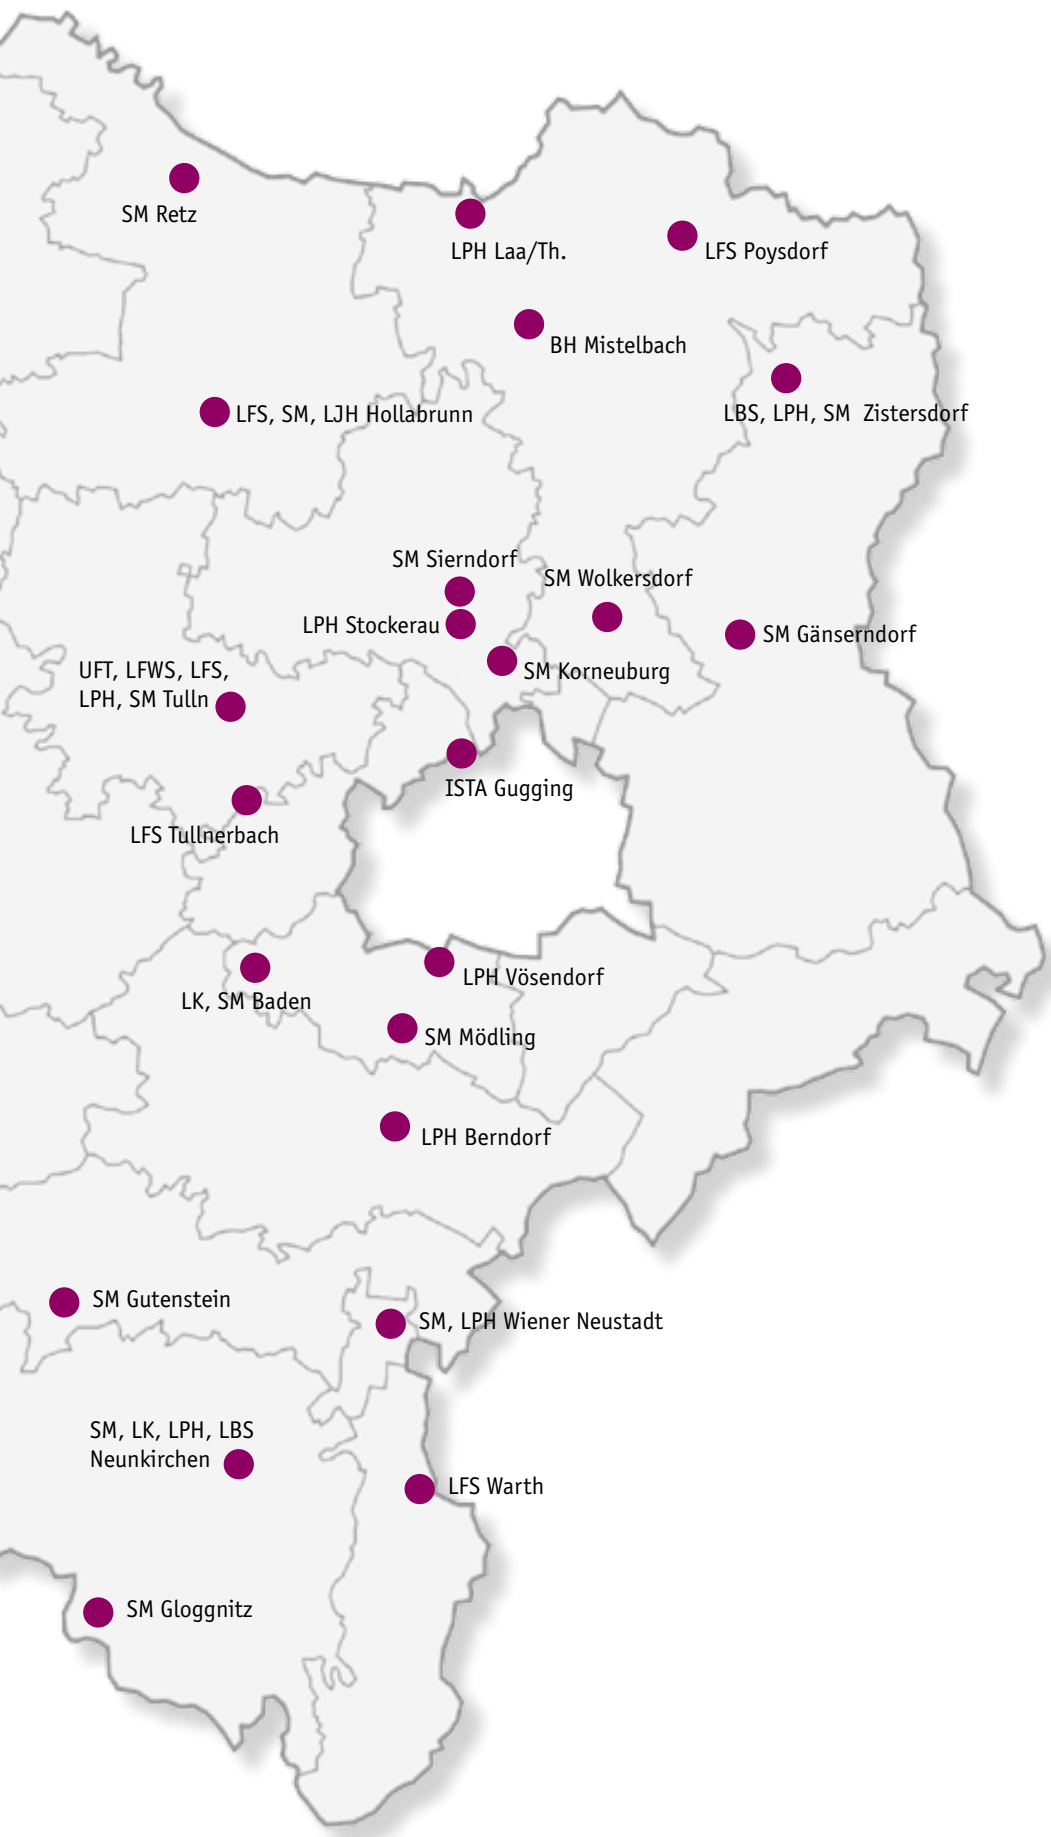 SM Retz
LPH Laa/Th.
LFS Poysdorf
BH Mistelbach
LBS, LPH, SM Zistersdorf
LFS, SM, LJH Hollabrunn
SM Sierndorf
SM Wolkersdorf
LPH Stockerau
SM Gänserndorf
SM Korneuburg
UFT, LFWS, LFS,
LPH, SM Tulln
ISTA Gugging
LFS Tullnerbach
LPH Vösendorf
LK, SM Baden
SM Mödling
LPH Berndorf
SM Gutenstein
SM, LPH Wiener Neustadt
SM, LK, LPH, LBS
Neunkirchen
LFS Warth
SM Gloggnitz